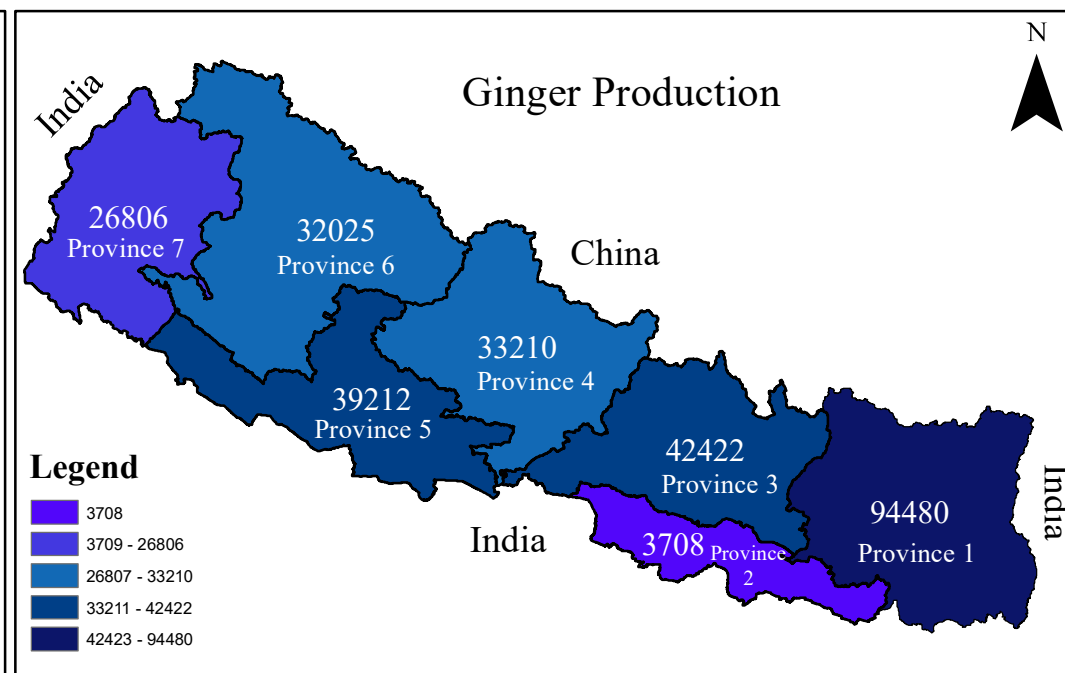 N
Ginger Production
India
26806
Province 7
32025
Province 6
China
33210
Province 4
39212
Province 5
42422
Province 3
94480
Province 1
India
India
3708 Province
2
Legend
3708
3709 - 26806
26807 - 33210
33211 - 42422
42423 - 94480